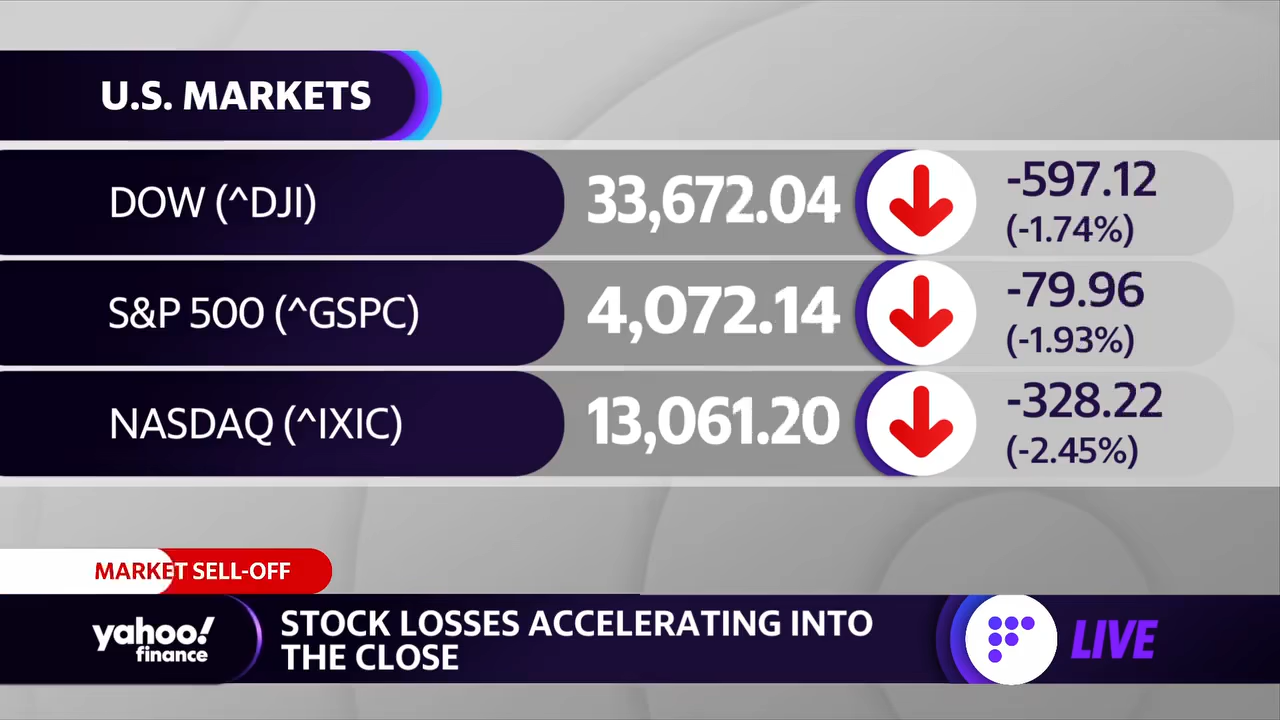 U.S. MARKETS
DOW (^DJI) 33,672.04 -597.12
(-1.74%)
S&P 500 (^GSPC) 4,072.14 -79.96
(-1.93%)
NASDAQ (^IXIC) 13,061.20 -328.22
(-2.45%)
MARKET SELL-OFF
yahoo!
finance
STOCK LOSSES ACCELERATING INTO
THE CLOSE
LIVE